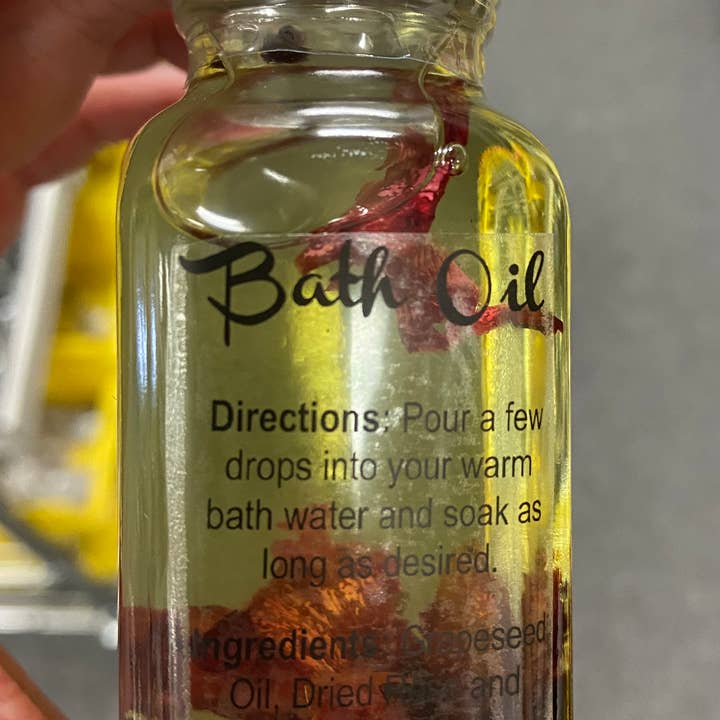 Bath Oil
Directions: Pour a few
drops into your warm
bath water and soak as
long as desired.
Ingredients: Grapeseed
Oil, Dried and